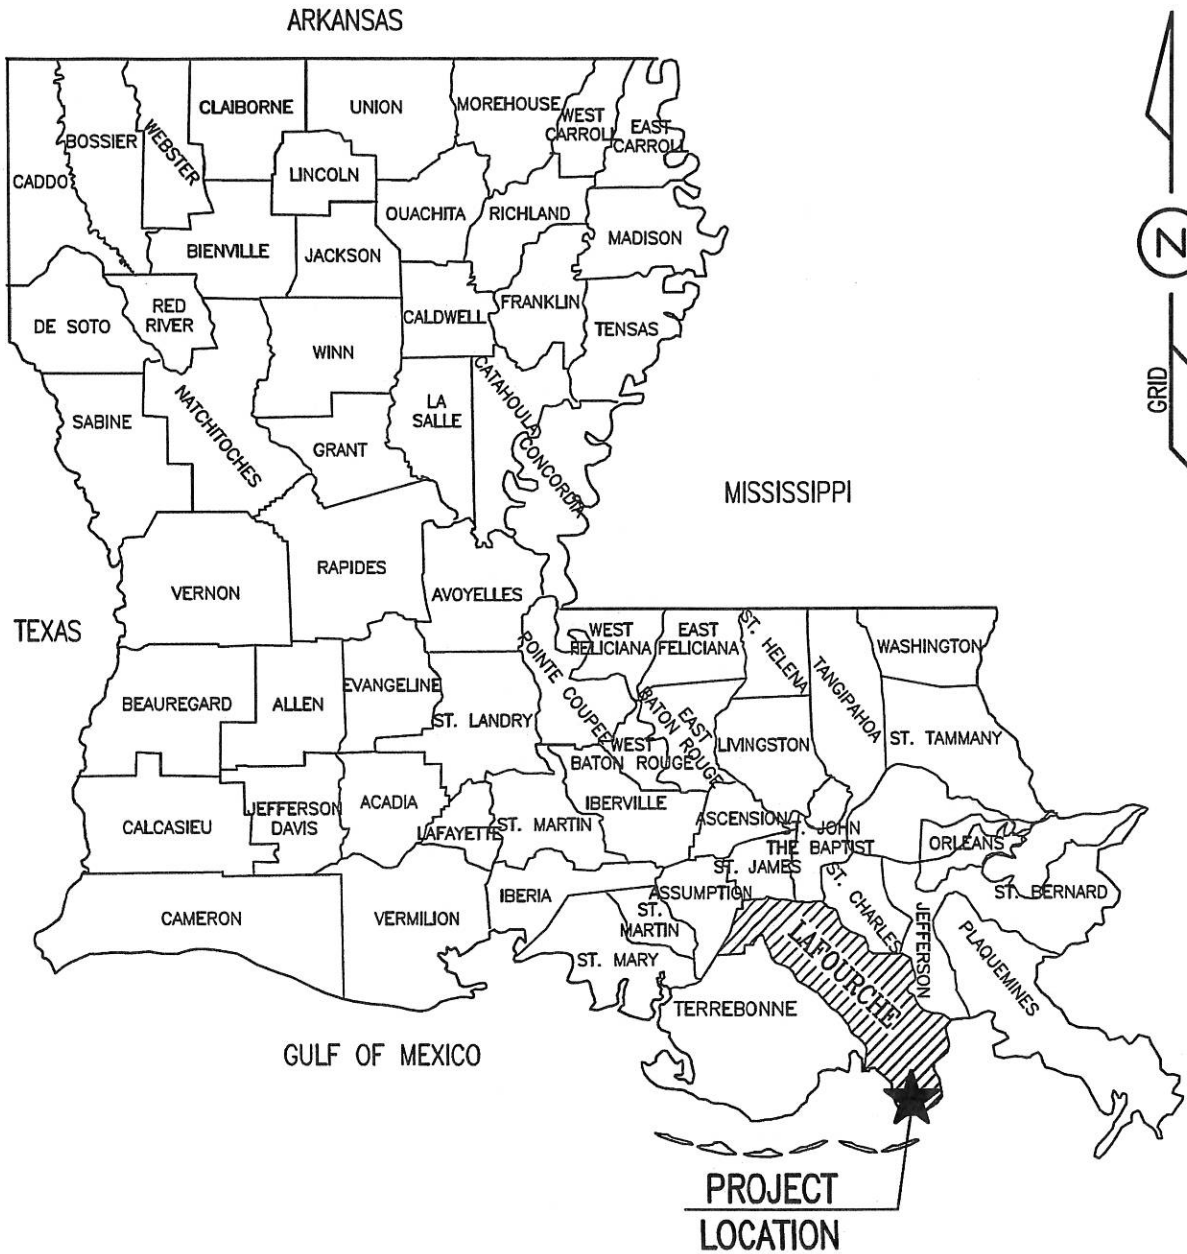 ARKANSAS
CADDO
BOSSIER
WEBSTER
CLAIBORNE
UNION
MOREHOUSE
WEST
CARROLL
EAST
CARROLL
LINCOLN
OUACHITA
RICHLAND
MADISON
BIENVILLE
JACKSON
N
DE SOTO
RED
RIVER
WINN
CALDWELL
FRANKLIN
TENSAS
GRID
SABINE
NATCHITOCHES
GRANT
LA
SALLE
CATAHOULA
CONCORDIA
MISSISSIPPI
TEXAS
VERNON
RAPIDES
AVOYELLES
POINTE COUPEE
WEST
FELICIANA
EAST
FELICIANA
ST. HELENA
TANGIPAHOA
WASHINGTON
BEAUREGARD
ALLEN
EVANGELINE
ST. LANDRY
WEST
BATON ROUGE
EAST
BATON ROUGE
LIVINGSTON
ST. TAMMANY
CALCASIEU
JEFFERSON
DAVIS
ACADIA
LAFAYETTE
ST. MARTIN
IBERVILLE
ASCENSION
ST. JOHN
THE BAPTIST
ORLEANS
ST. JAMES
ST. CHARLES
ST. BERNARD
CAMERON
VERMILION
IBERIA
ASSUMPTION
ST.
MARTIN
ST. MARY
LAFOURCHE
JEFFERSON
PLAQUEMINES
TERREBONNE
GULF OF MEXICO
PROJECT
LOCATION